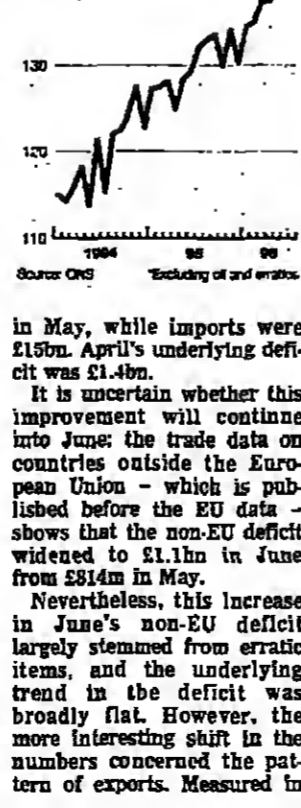 130
120
110
1994 95 96
Source: ONS *Excluding oil and erratics
in May, while imports were
£15bn. April's underlying defi-
cit was £1.4bn.
It is uncertain whether this
improvement will continue
into June: the trade data on
countries outside the Euro-
pean Union – which is pub-
lished before the EU data –
shows that the non-EU deficit
widened to £1.1bn in June
from £814m in May.
Nevertheless, this increase
in June's non-EU deficit
largely stemmed from erratic
items, and the underlying
trend in the deficit was
broadly flat. However, the
more interesting shift in the
numbers concerned the pat-
tern of exports. Measured in